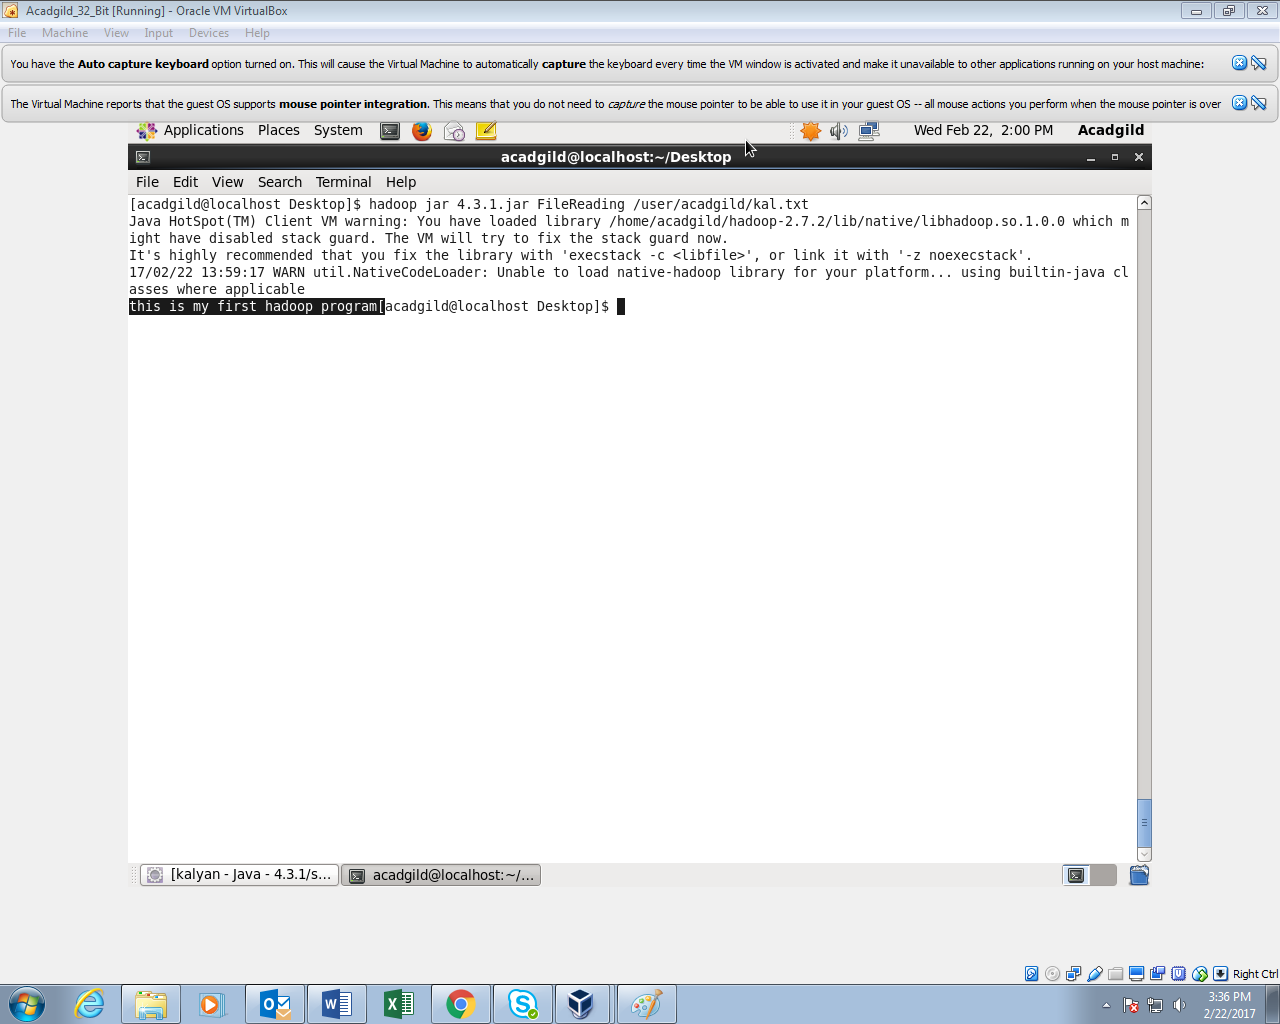 Acadgild_32_Bit [Running] - Oracle VM VirtualBox
File Machine View Input Devices Help
You have the Auto capture keyboard option turned on. This will cause the Virtual Machine to automatically capture the keyboard every time the VM window is activated and make it unavailable to other applications running on your host machine:
The Virtual Machine reports that the guest OS supports mouse pointer integration. This means that you do not need to capture the mouse pointer to be able to use it in your guest OS -- all mouse actions you perform when the mouse pointer is over
Applications Places System Wed Feb 22, 2:00 PM Acadgild
acadgild@localhost:~/Desktop
File Edit View Search Terminal Help
[acadgild@localhost Desktop]$ hadoop jar 4.3.1.jar FileReading /user/acadgild/kal.txt
Java HotSpot(TM) Client VM warning: You have loaded library /home/acadgild/hadoop-2.7.2/lib/native/libhadoop.so.1.0.0 which m
ight have disabled stack guard. The VM will try to fix the stack guard now.
It's highly recommended that you fix the library with 'execstack -c <libfile>', or link it with '-z noexecstack'.
17/02/22 13:59:17 WARN util.NativeCodeLoader: Unable to load native-hadoop library for your platform... using builtin-java cl
asses where applicable
this is my first hadoop program[acadgild@localhost Desktop]$
[kalyan - Java - 4.3.1/s... acadgild@localhost:~/...
Right Ctrl
3:36 PM
2/22/2017